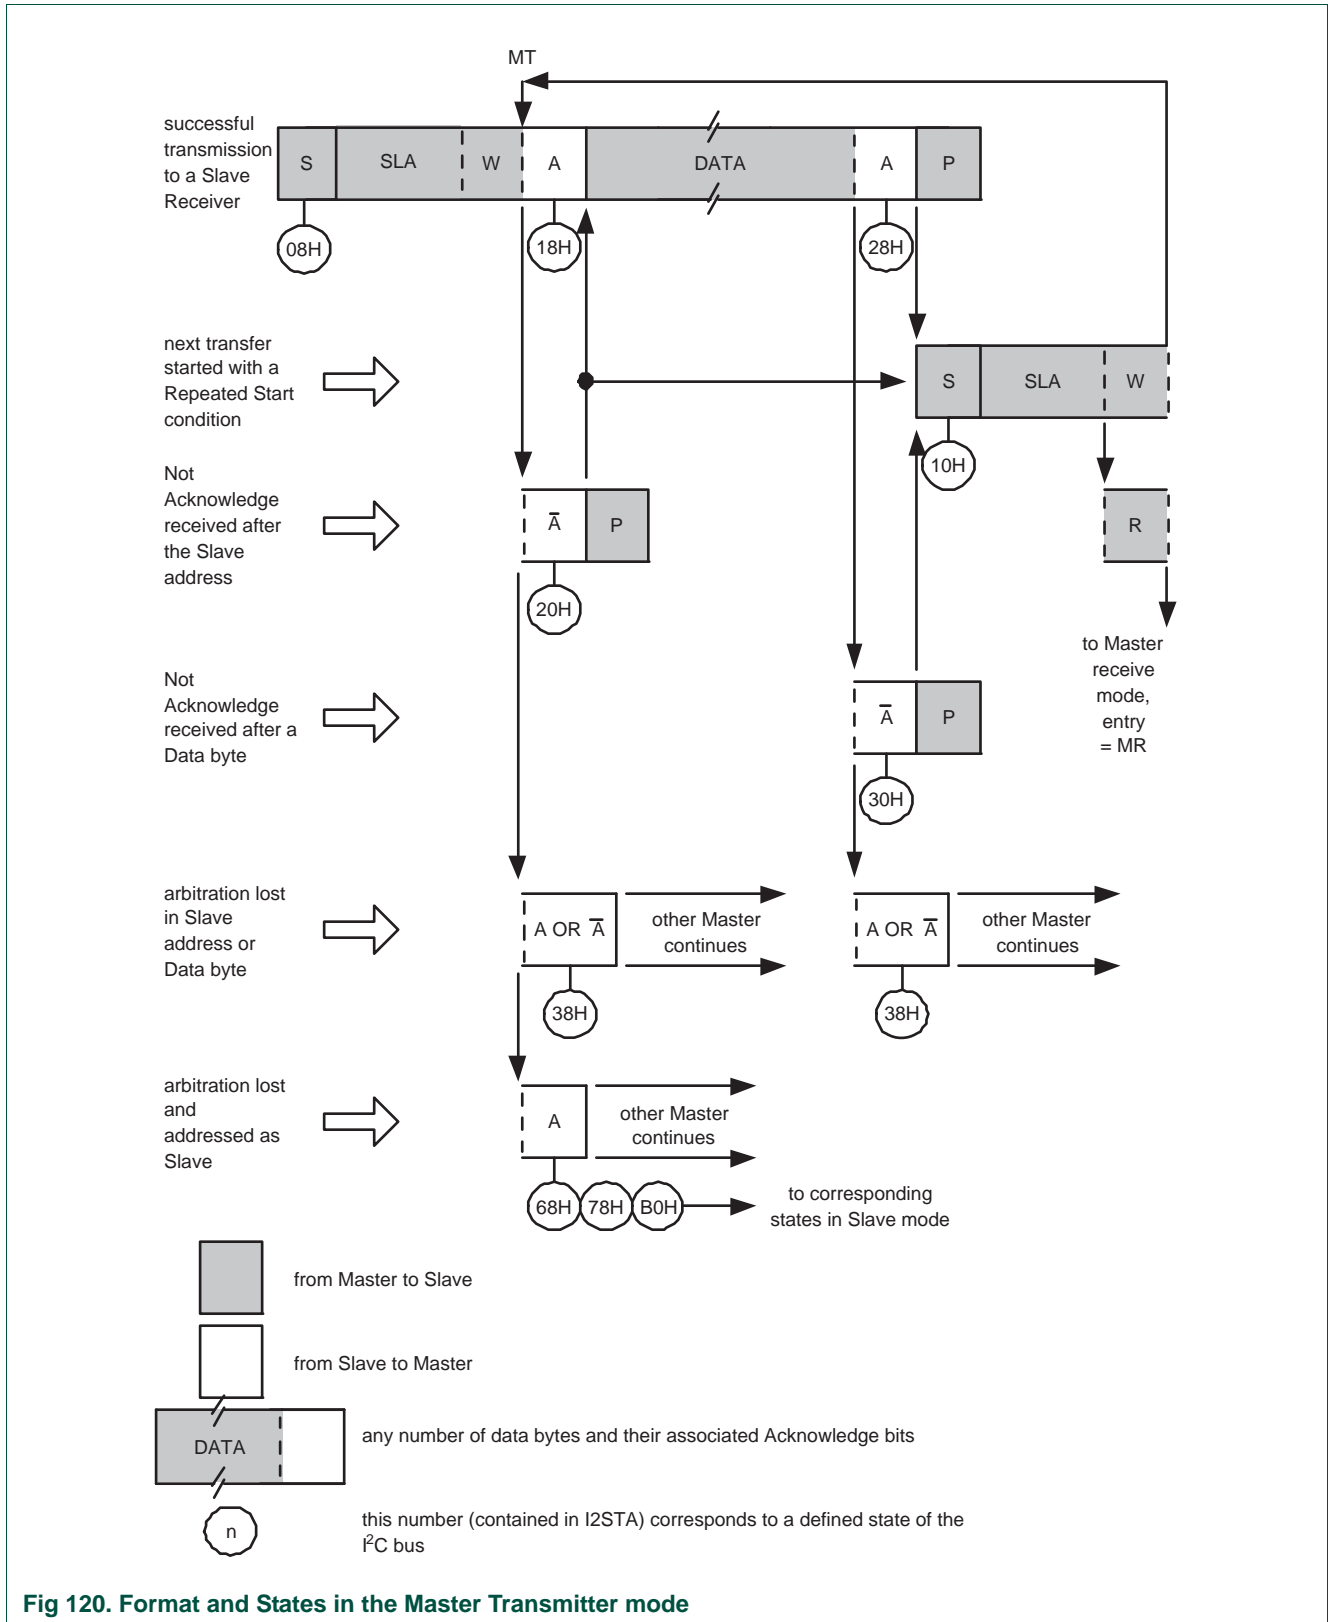 MT
successful
transmission
to a Slave
Receiver
S SLA W A DATA A P
08H 18H 28H
next transfer
started with a
Repeated Start
condition
S SLA W
10H
Not
Acknowledge
received after
the Slave
address
A̅ P
R
20H
to Master
receive
mode,
entry
= MR
Not
Acknowledge
received after a
Data byte
A̅ P
30H
arbitration lost
in Slave
address or
Data byte
A OR A̅
other Master
continues
A OR A̅
other Master
continues
38H 38H
arbitration lost
and
addressed as
Slave
A
other Master
continues
68H 78H B0H
to corresponding
states in Slave mode
from Master to Slave
from Slave to Master
DATA
any number of data bytes and their associated Acknowledge bits
n
this number (contained in I2STA) corresponds to a defined state of the
I²C bus
Fig 120. Format and States in the Master Transmitter mode